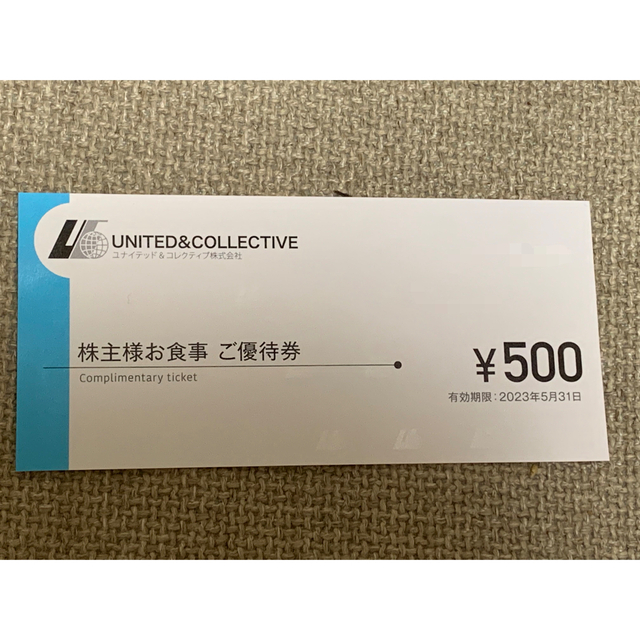 UNITED&COLLECTIVE
ユナイテッド&コレクティブ株式会社
株主様お食事 ご優待券
Complimentary ticket
¥500
有効期限:2023年5月31日